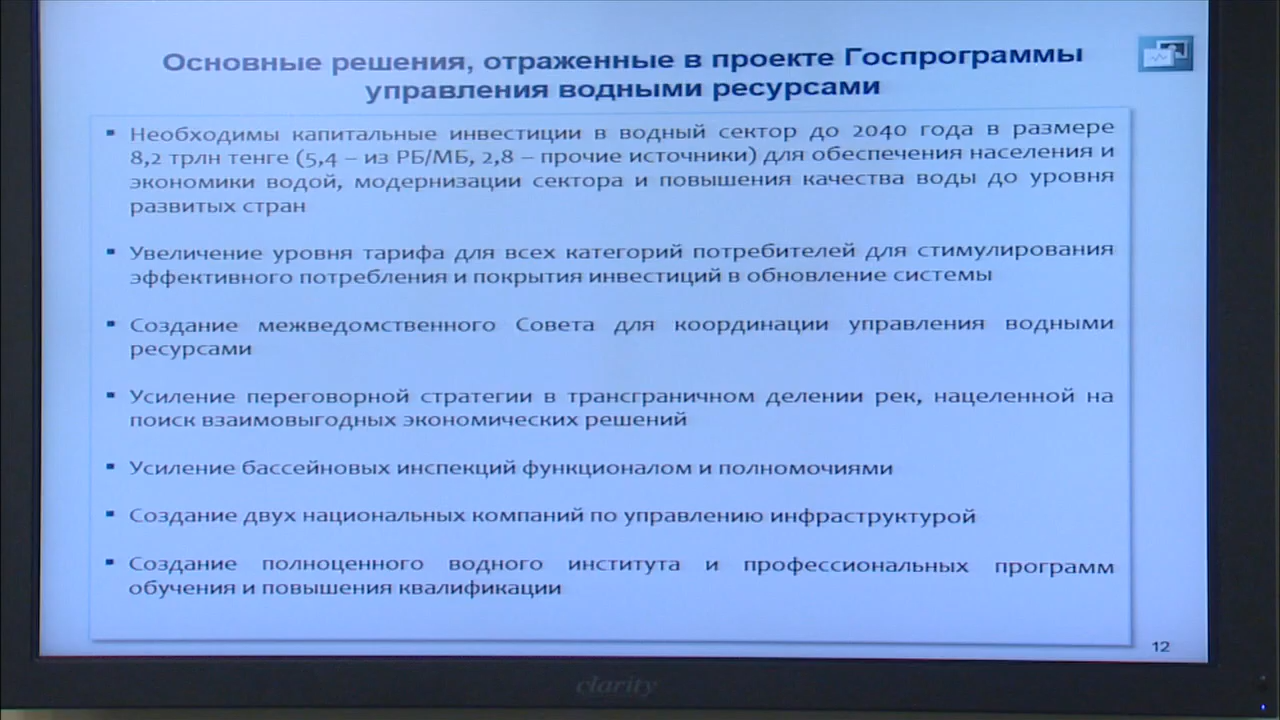 Основные решения, отраженные в проекте Госпрограммы
управления водными ресурсами
▪ Необходимы капитальные инвестиции в водный сектор до 2040 года в размере
8,2 трлн тенге (5,4 – из РБ/МБ, 2,8 – прочие источники) для обеспечения населения и
экономики водой, модернизации сектора и повышения качества воды до уровня
развитых стран
▪ Увеличение уровня тарифа для всех категорий потребителей для стимулирования
эффективного потребления и покрытия инвестиций в обновление системы
▪ Создание межведомственного Совета для координации управления водными
ресурсами
▪ Усиление переговорной стратегии в трансграничном делении рек, нацеленной на
поиск взаимовыгодных экономических решений
▪ Усиление бассейновых инспекций функционалом и полномочиями
▪ Создание двух национальных компаний по управлению инфраструктурой
▪ Создание полноценного водного института и профессиональных программ
обучения и повышения квалификации
12
clarity